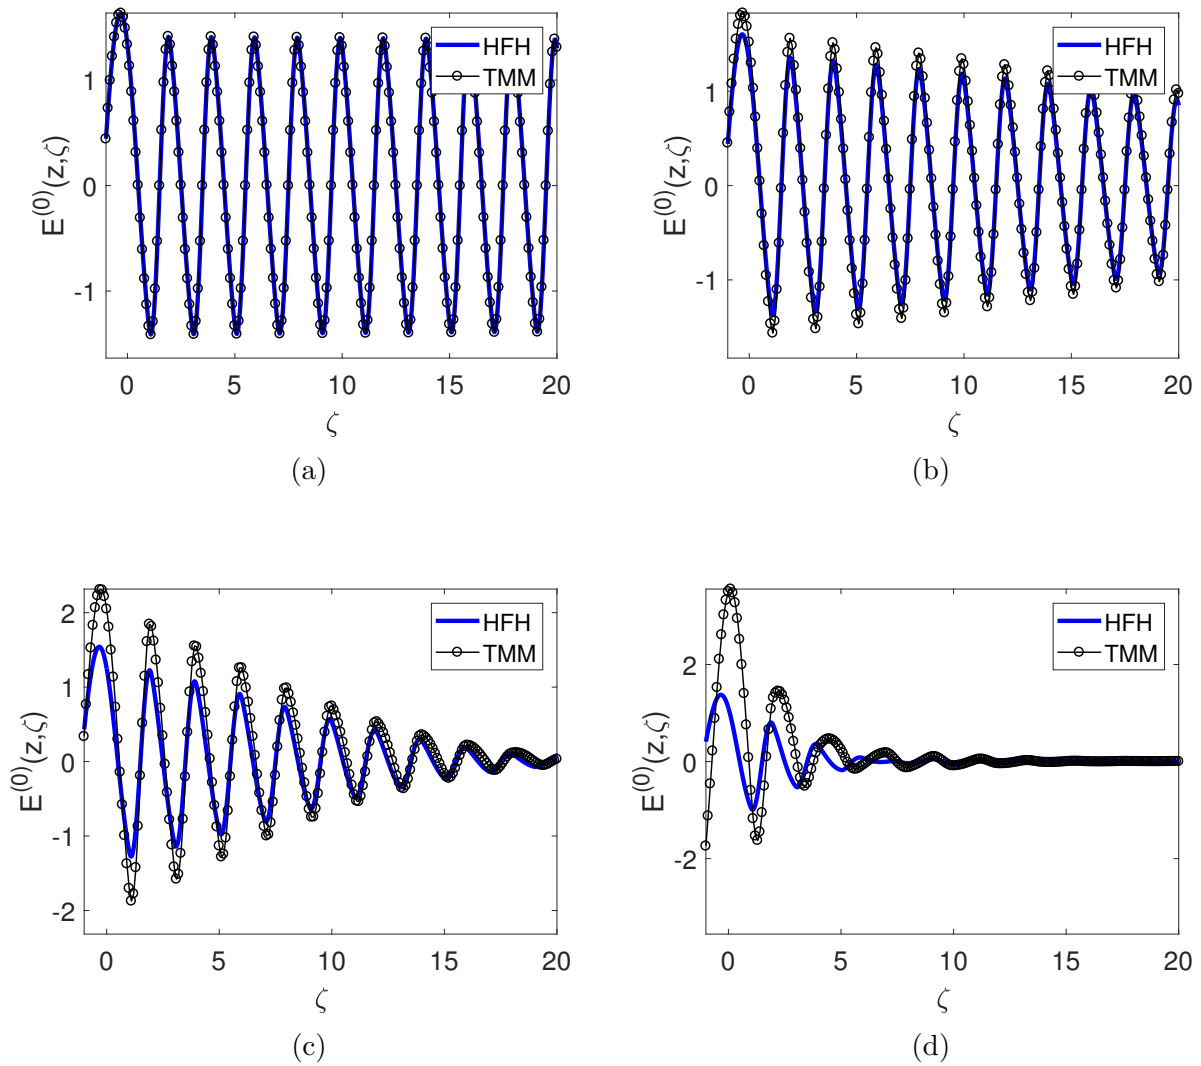 HFH
TMM
1
0
-1
E^{(0)}(z,ζ)
0 5 10 15 20
ζ
(a)
HFH
TMM
1
0
-1
E^{(0)}(z,ζ)
0 5 10 15 20
ζ
(b)
HFH
TMM
2
1
0
-1
-2
E^{(0)}(z,ζ)
0 5 10 15 20
ζ
(c)
HFH
TMM
2
0
-2
E^{(0)}(z,ζ)
0 5 10 15 20
ζ
(d)